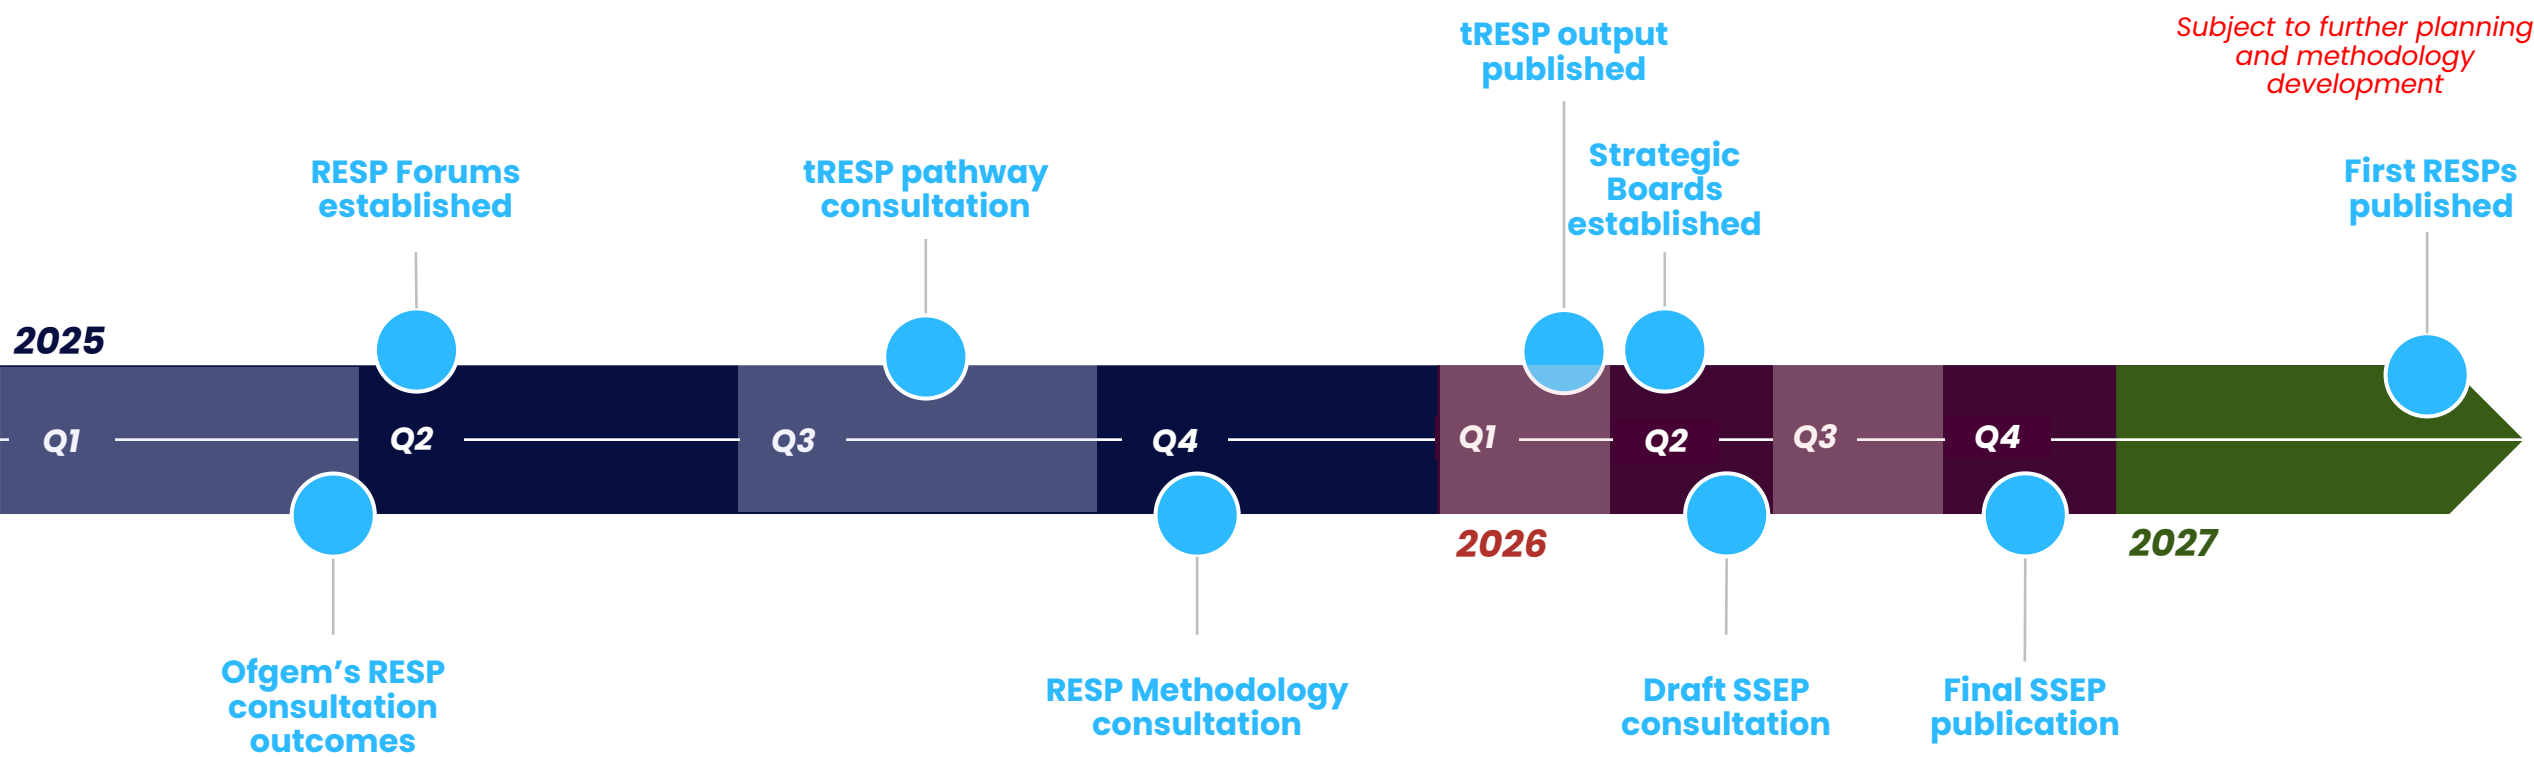 tRESP output
published
Subject to further planning
and methodology
development
RESP Forums
established
tRESP pathway
consultation
Strategic
Boards
established
First RESPs
published
2025
Q1
Q2
Q3
Q4
Q1
Q2
Q3
Q4
2026
2027
Ofgem’s RESP
consultation
outcomes
RESP Methodology
consultation
Draft SSEP
consultation
Final SSEP
publication